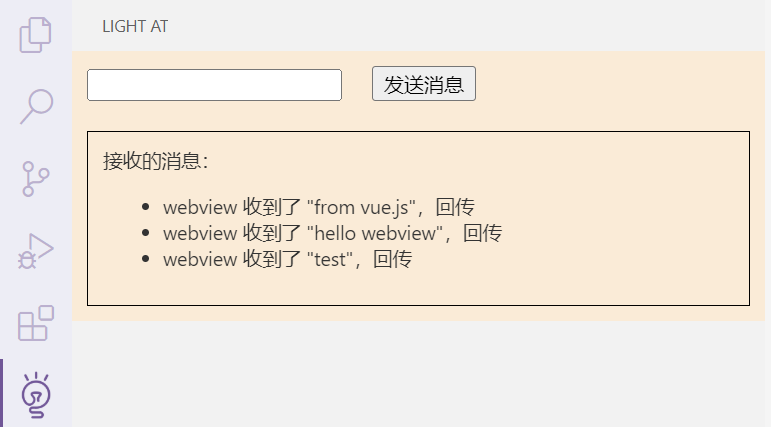 LIGHT AT
发送消息
接收的消息：
webview 收到了 "from vue.js"，回传
webview 收到了 "hello webview"，回传
webview 收到了 "test"，回传